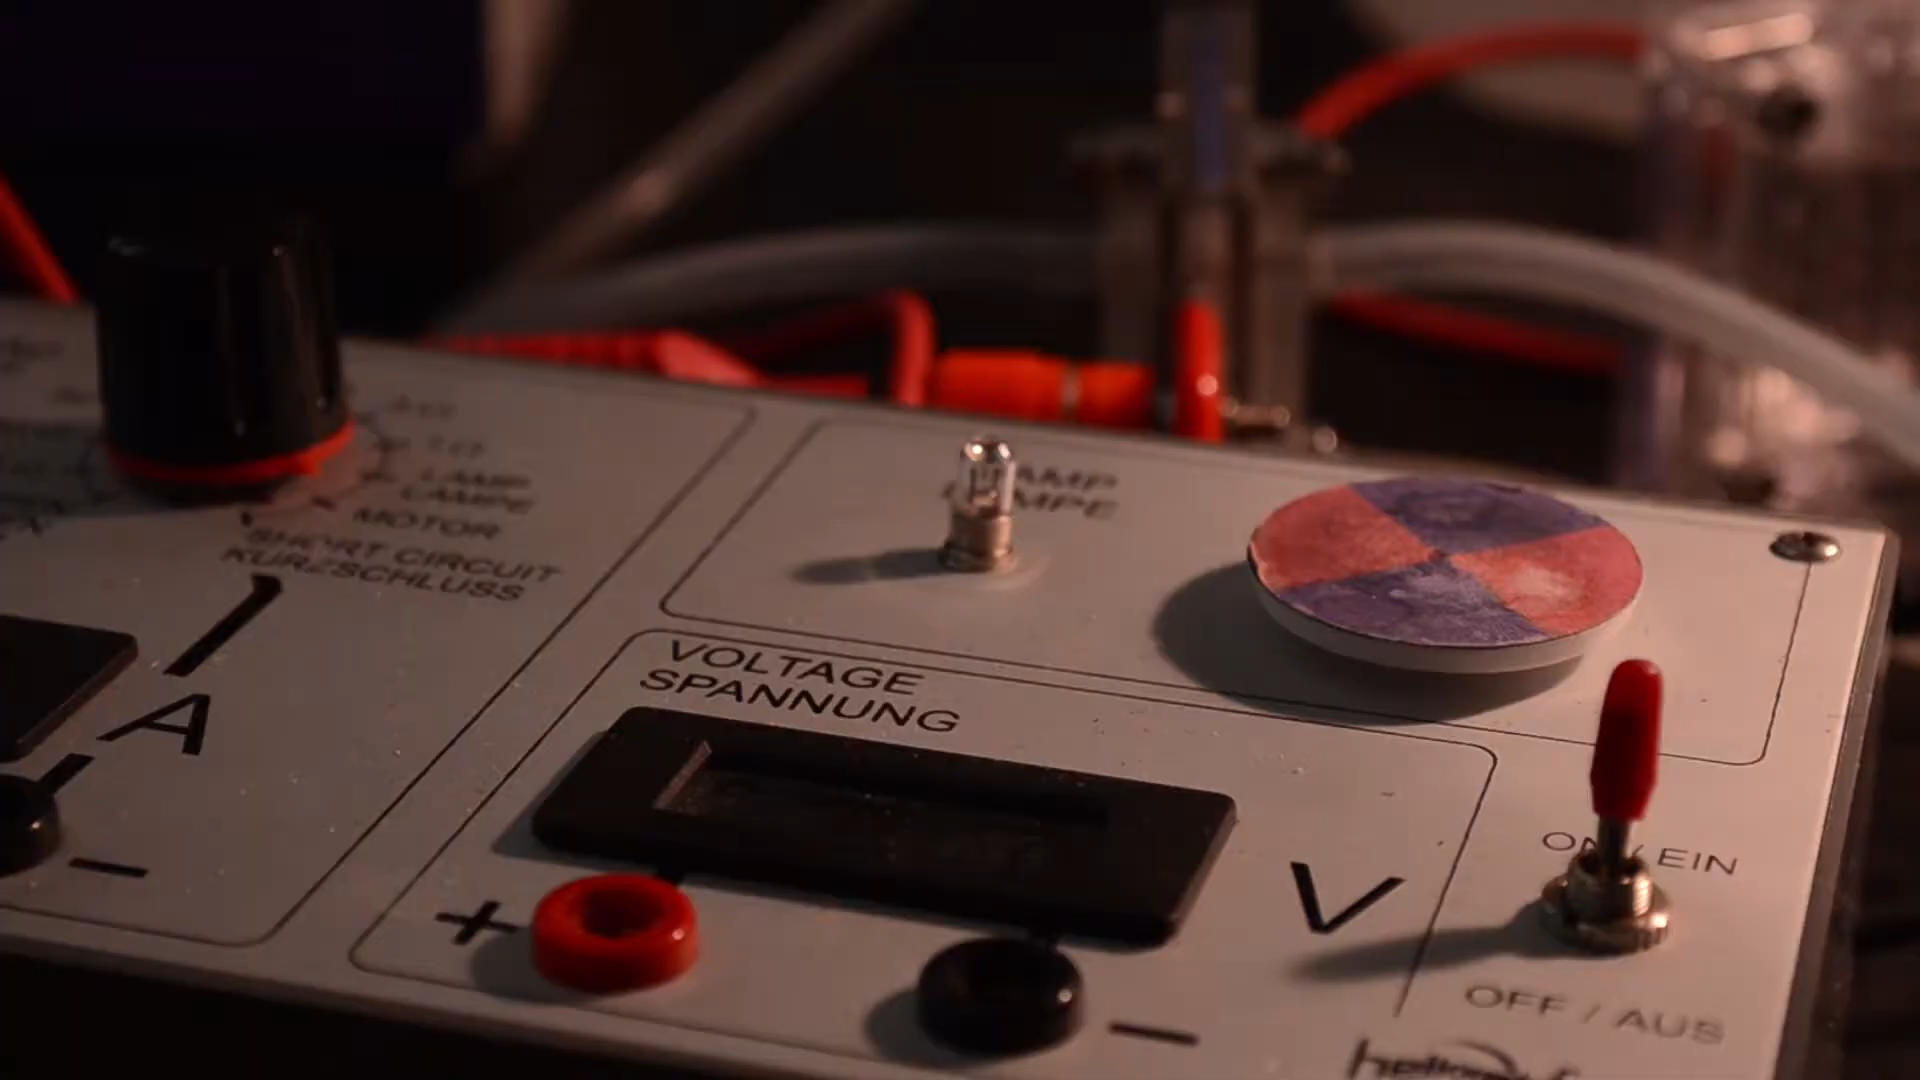 LAMP
LAMPE
MOTOR
SHORT CIRCUIT
KURZSCHLUSS
A
−
VOLTAGE
SPANNUNG
+
V
−
ON / EIN
OFF / AUS